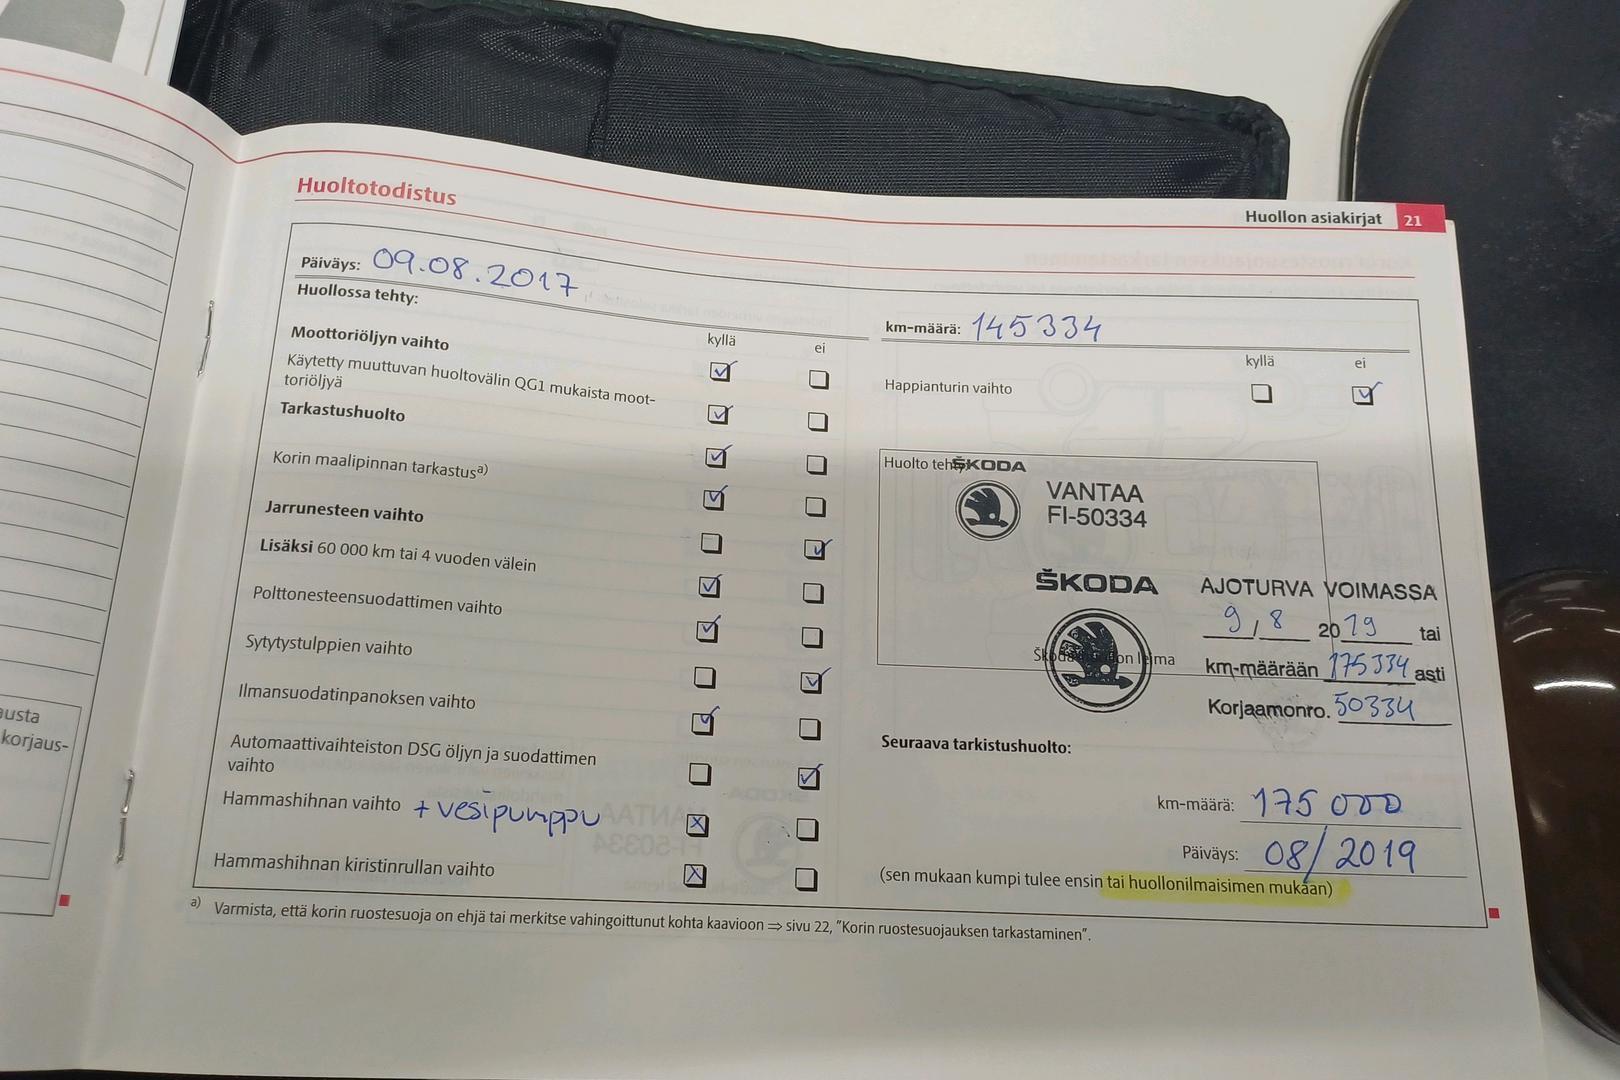 Huollon asiakirjat 21
Huoltotodistus
Päiväys: 09.08.2017
Huollossa tehty:
kyllä ei
Moottoriöljyn vaihto
Käytetty muuttuvan huoltovälin QG1 mukaista moot-
toriöljyä
Tarkastushuolto
Korin maalipinnan tarkastusa)
Jarrunesteen vaihto
Lisäksi 60 000 km tai 4 vuoden välein
Polttonesteensuodattimen vaihto
Sytytystulppien vaihto
Ilmansuodatinpanoksen vaihto
Automaattivaihteiston DSG öljyn ja suodattimen
vaihto
Hammashihnan vaihto + vesipumppu
Hammashihnan kiristinrullan vaihto
km-määrä: 145334
kyllä ei
Happianturin vaihto
Huolto
ŠKODA
VANTAA
FI-50334
ŠKODA
AJOTURVA VOIMASSA
9/8 2019 tai
km-määrään 175334 asti
Korjaamonro. 50334
leima
Seuraava tarkistushuolto:
km-määrä: 175 000
Päiväys: 08/2019
(sen mukaan kumpi tulee ensin tai huollonilmaisimen mukaan)
a) Varmista, että korin ruostesuoja on ehjä tai merkitse vahingoittunut kohta kaavioon ⇒ sivu 22, "Korin ruostesuojauksen tarkastaminen".
korjaus-